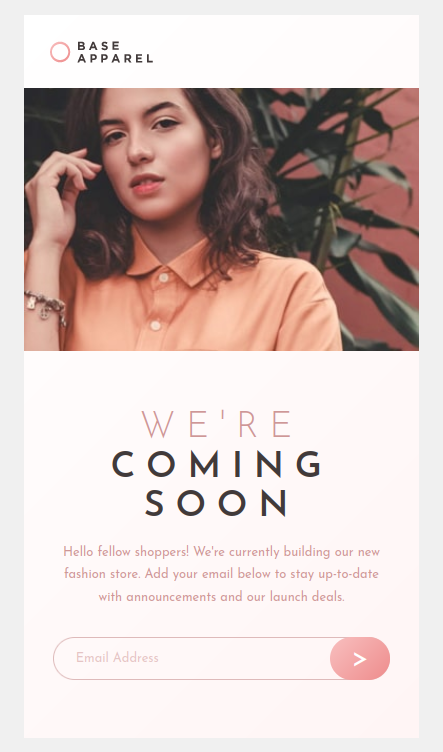 BASE
APPAREL
WE'RE
COMING
SOON
Hello fellow shoppers! We're currently building our new
fashion store. Add your email below to stay up-to-date
with announcements and our launch deals.
Email Address